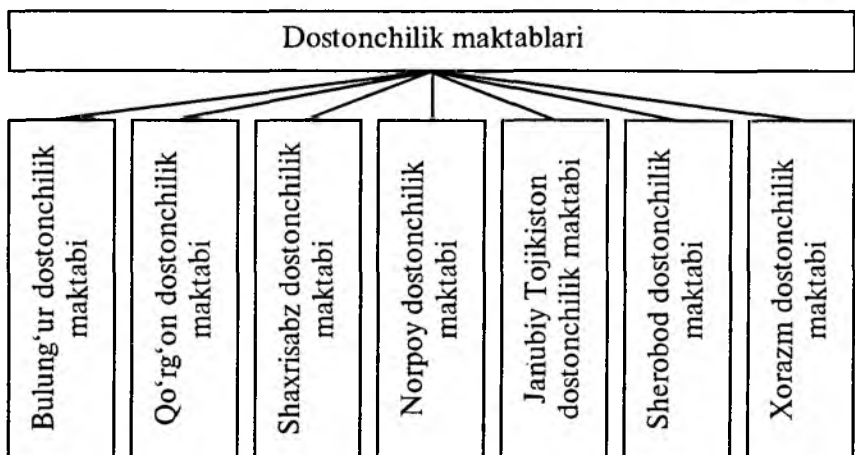 Dostonchilik maktablari
Bulung‘ur dostonchilik
maktabi
Qo‘rg‘on dostonchilik
maktabi
Shaxrisabz dostonchilik
maktabi
Norpoy dostonchilik
maktabi
Janubiy Tojikiston
dostonchilik maktabi
Sherobod dostonchilik
maktabi
Xorazm dostonchilik
maktabi